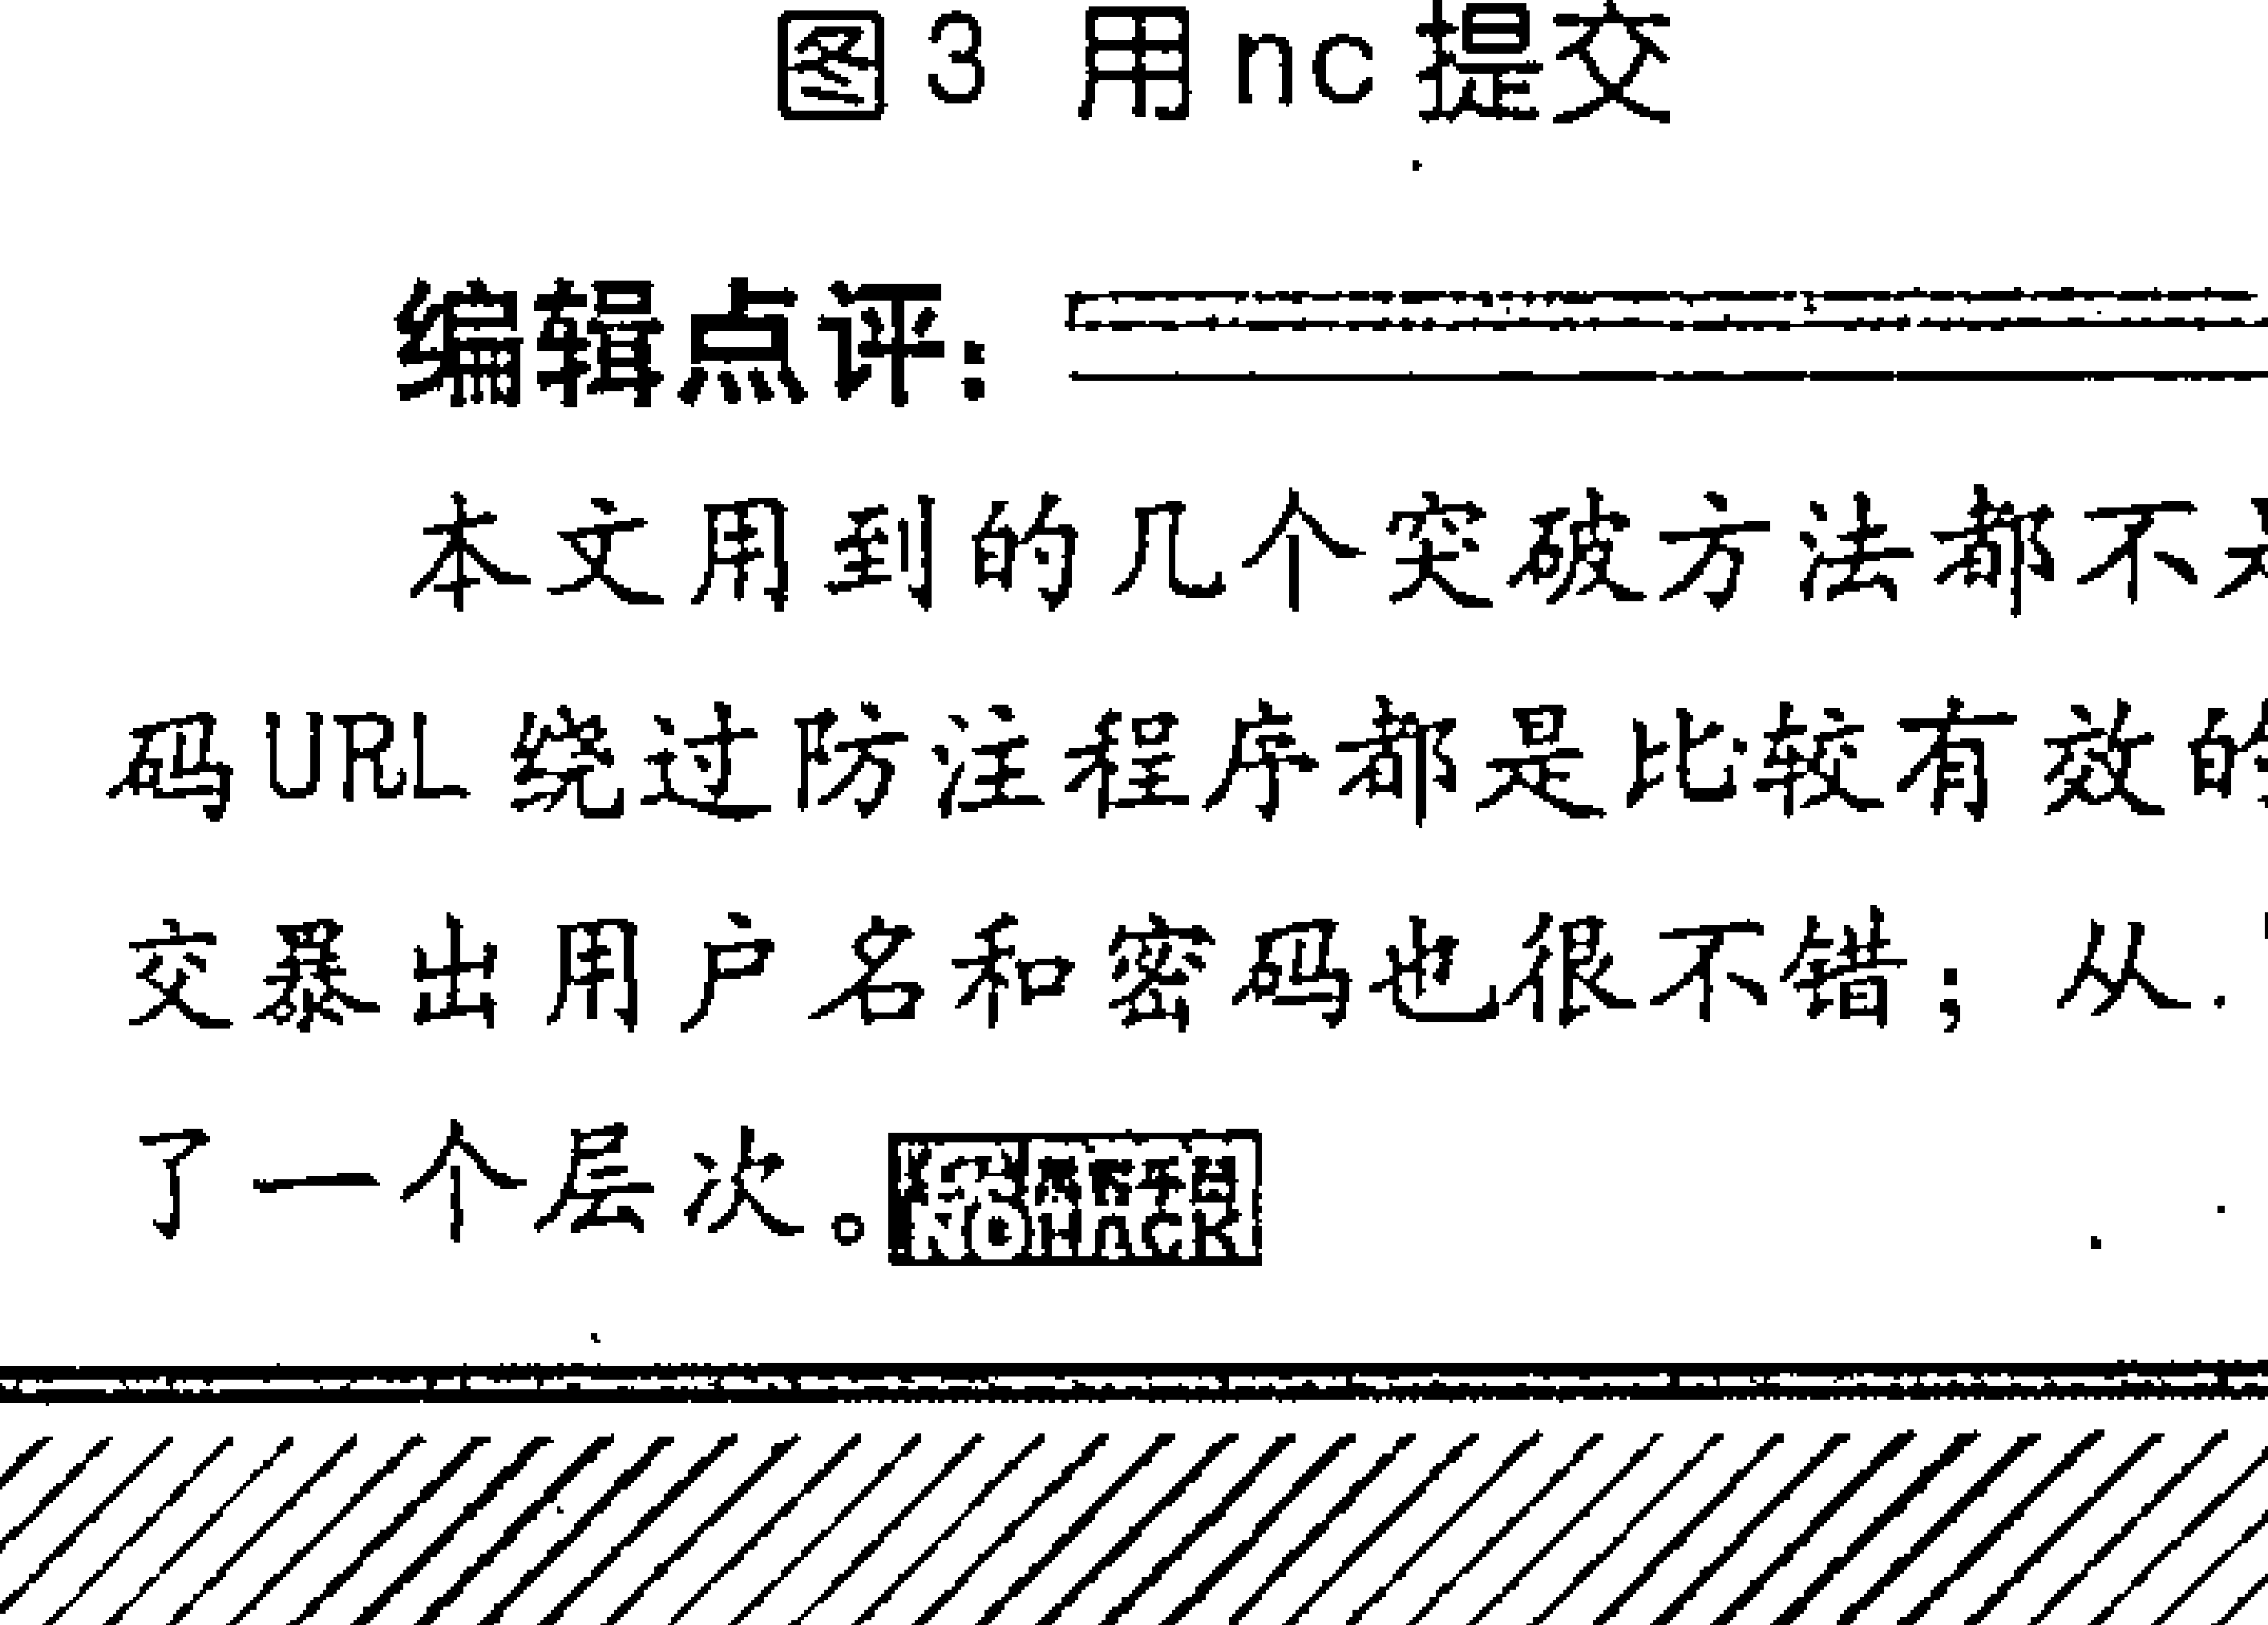 图3 用nc提交
编辑点评：
本文用到的几个突破方法都不
码URL绕过防注程序都是比较有效的
交暴出用户名和密码也很不错；从
了一个层次。
NOHACK